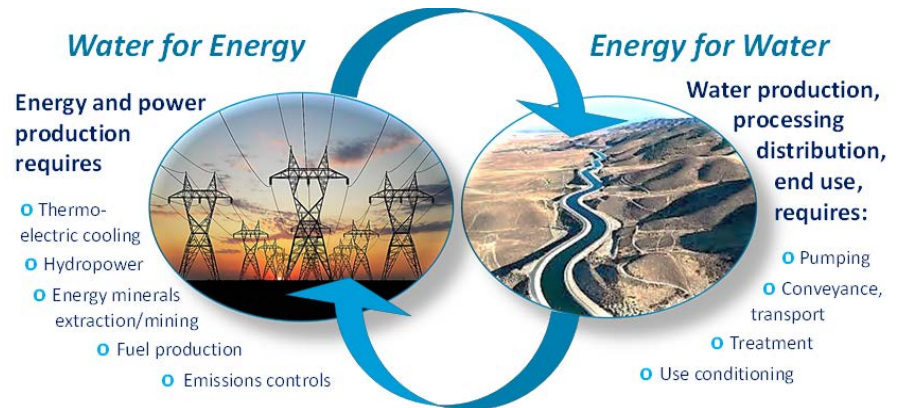 Water for Energy
Energy and power
production
requires
o Thermo-
electric cooling
o Hydropower
o Energy minerals
extraction/mining
o Fuel production
o Emissions controls
Energy for Water
Water production,
processing
distribution,
end use,
requires:
o Pumping
o Conveyance,
transport
o Treatment
o Use conditioning